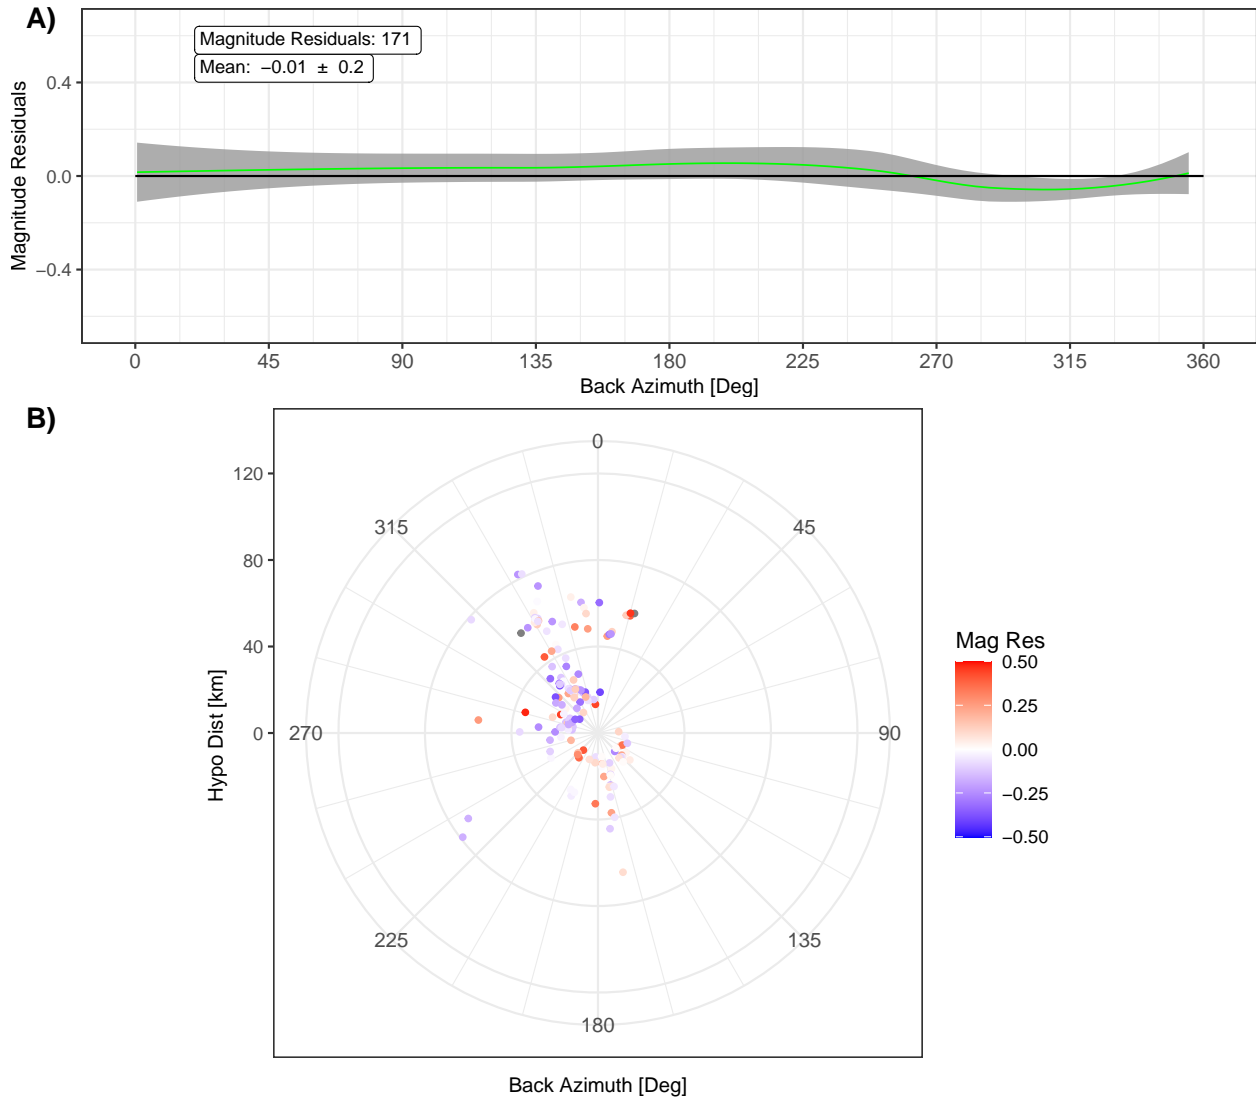 A)
Magnitude Residuals: 171
Mean:  −0.01  ±  0.2
Magnitude Residuals
0.4
0.0
−0.4
0 45 90 135 180 225 270 315 360
Back Azimuth [Deg]
B)
Hypo Dist [km]
120
80
40
0
0
45
90
135
180
225
270
315
Back Azimuth [Deg]
Mag Res
0.50
0.25
0.00
−0.25
−0.50